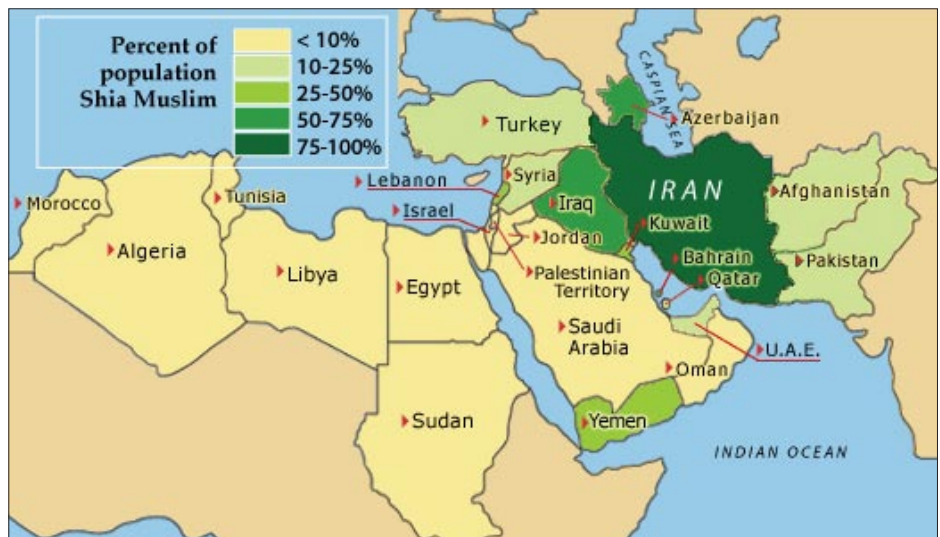 Percent of
population
Shia Muslim
< 10%
10-25%
25-50%
50-75%
75-100%
CASPIAN SEA
Azerbaijan
Turkey
Lebanon
Syria
IRAN
Afghanistan
Morocco
Tunisia
Israel
Iraq
Kuwait
Algeria
Jordan
Bahrain
Pakistan
Libya
Egypt
Palestinian
Territory
Qatar
Saudi
Arabia
U.A.E.
Oman
Sudan
Yemen
INDIAN OCEAN